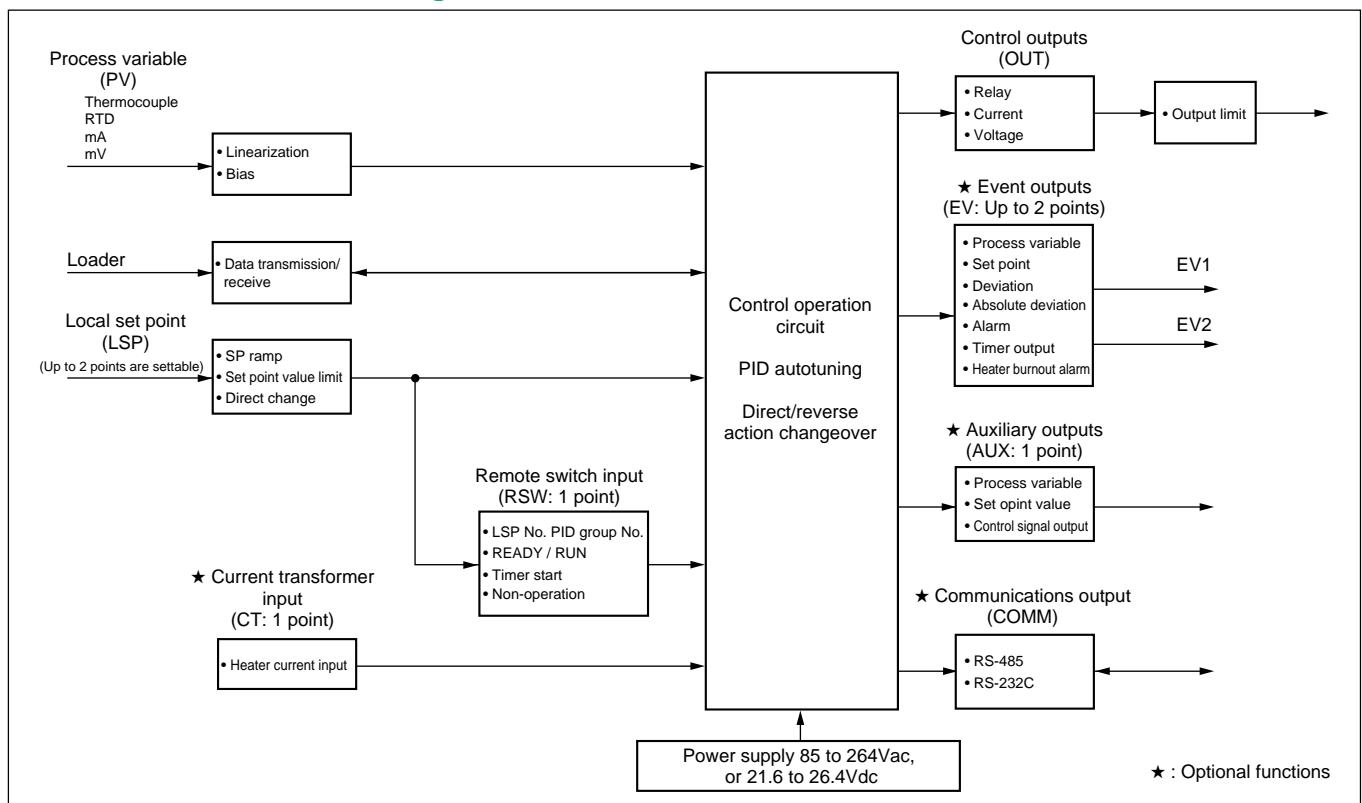 Process variable
(PV)
Thermocouple
RTD
mA
mV
• Linearization
• Bias
Loader
• Data transmission/
receive
Local set point
(LSP)
(Up to 2 points are settable)
• SP ramp
• Set point value limit
• Direct change
Remote switch input
(RSW: 1 point)
• LSP No. PID group No.
• READY / RUN
• Timer start
• Non-operation
★ Current transformer
input
(CT: 1 point)
• Heater current input
Control operation
circuit
PID autotuning
Direct/reverse
action changeover
Power supply 85 to 264Vac,
or 21.6 to 26.4Vdc
Control outputs
(OUT)
• Relay
• Current
• Voltage
• Output limit
★ Event outputs
(EV: Up to 2 points)
• Process variable
• Set point
• Deviation
• Absolute deviation
• Alarm
• Timer output
• Heater burnout alarm
EV1
EV2
★ Auxiliary outputs
(AUX: 1 point)
• Process variable
• Set opint value
• Control signal output
★ Communications output
(COMM)
• RS-485
• RS-232C
★ : Optional functions